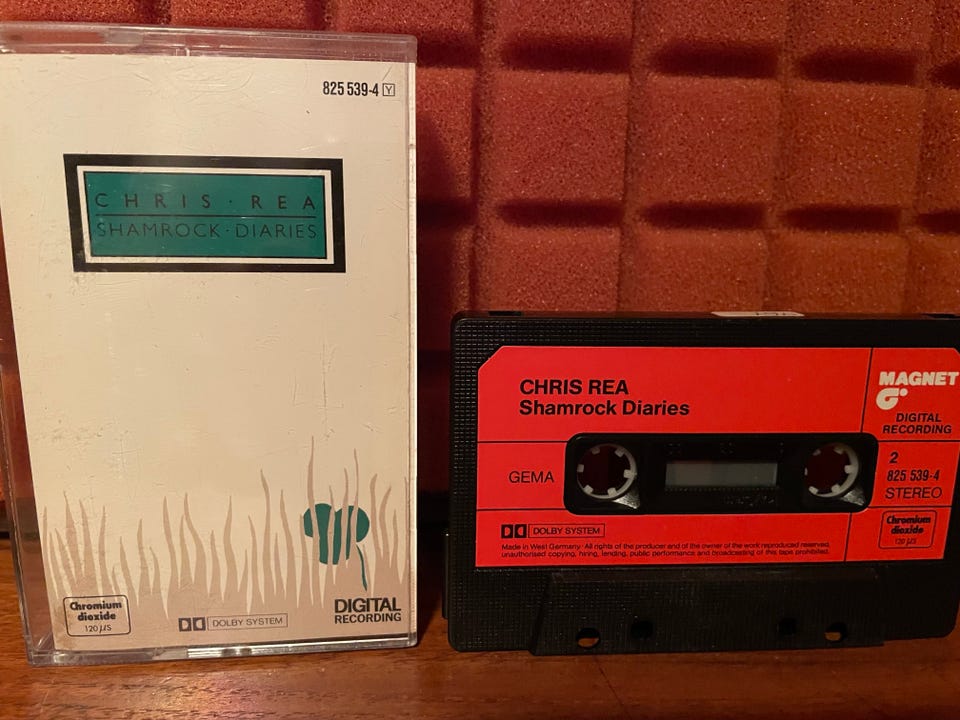 825 539-4 Y
CHRIS · REA
SHAMROCK · DIARIES
Chromium
dioxide
120 µs
DOLBY SYSTEM
DIGITAL
RECORDING
CHRIS REA
Shamrock Diaries
MAGNET
DIGITAL
RECORDING
GEMA
2
825 539-4
STEREO
DOLBY SYSTEM
Made in West Germany · All rights of the producer and of the owner of the work reproduced reserved,
unauthorised copying, hiring, lending, public performance and broadcasting of this tape prohibited.
Chromium
dioxide
120 µs